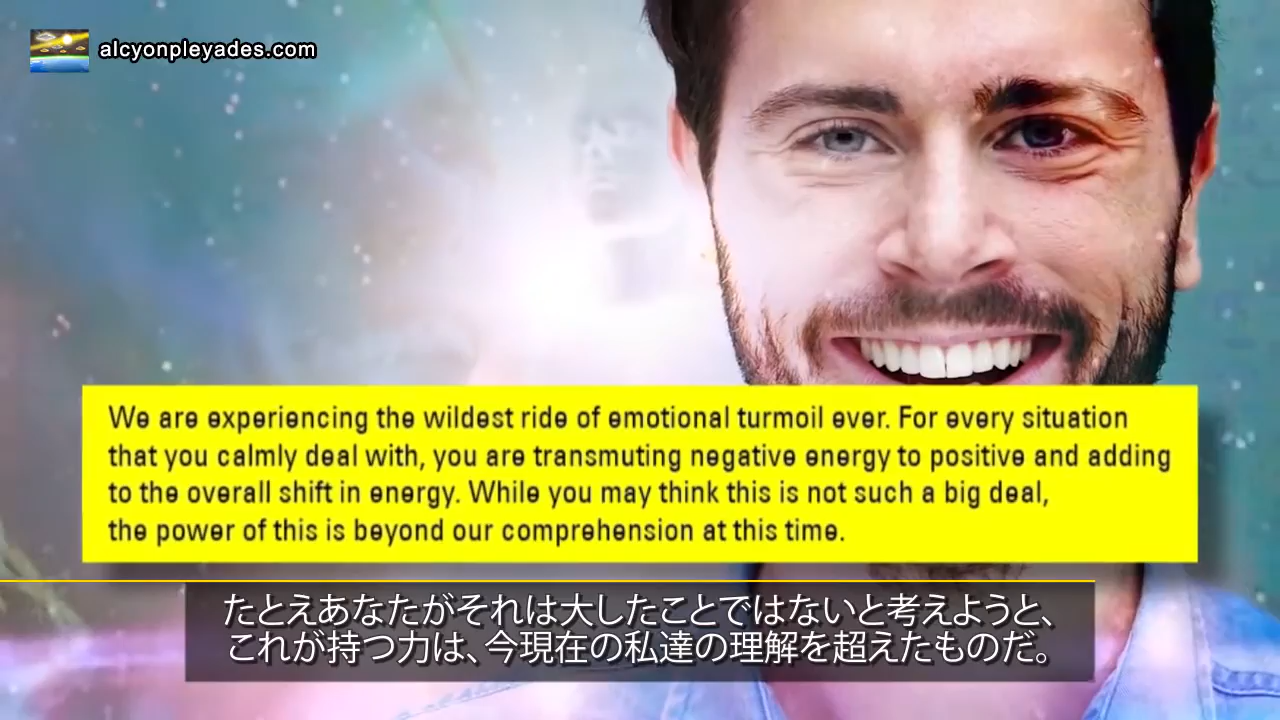 alcyonpleyades.com
We are experiencing the wildest ride of emotional turmoil ever. For every situation
that you calmly deal with, you are transmuting negative energy to positive and adding
to the overall shift in energy. While you may think this is not such a big deal,
the power of this is beyond our comprehension at this time.
たとえあなたがそれは大したことではないと考えようと、
これが持つ力は、今現在の私達の理解を超えたものだ。